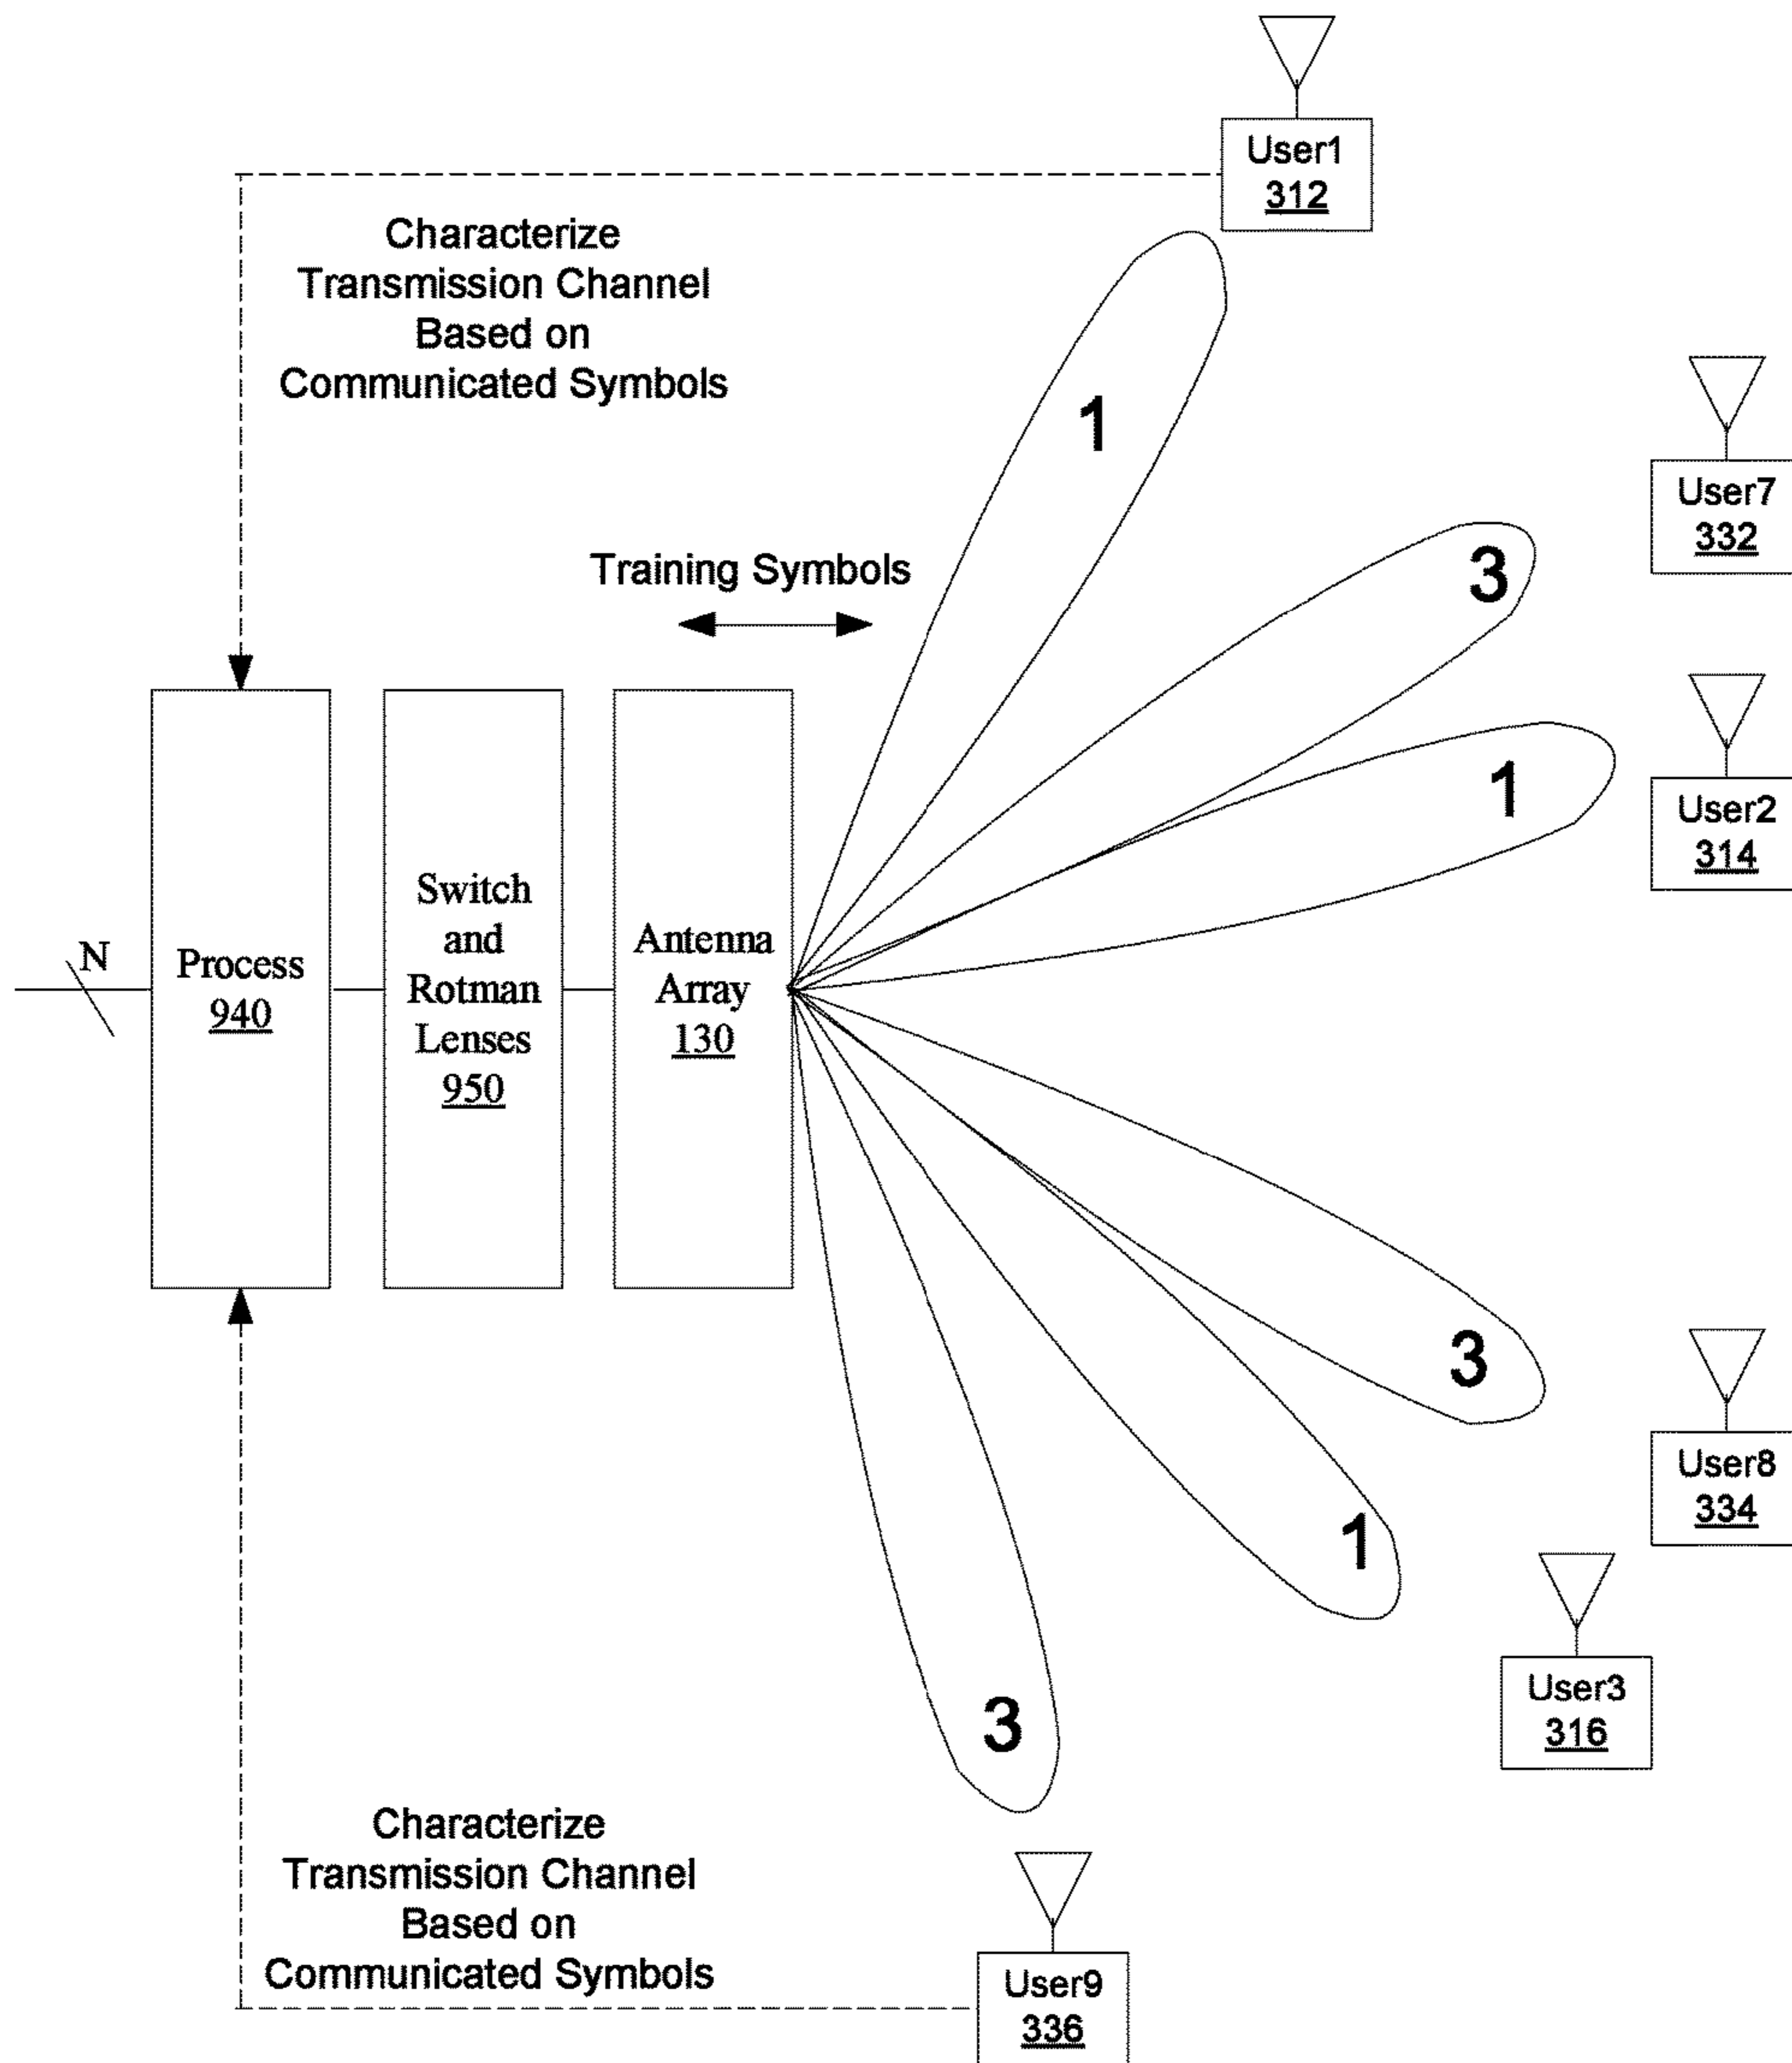 User1
312
Characterize
Transmission Channel
Based on
Communicated Symbols
1
User7
332
Training Symbols
3
1
User2
314
N
Process
940
Switch
and
Rotman
Lenses
950
Antenna
Array
130
3
User8
334
1
User3
316
3
Characterize
Transmission Channel
Based on
Communicated Symbols
User9
336